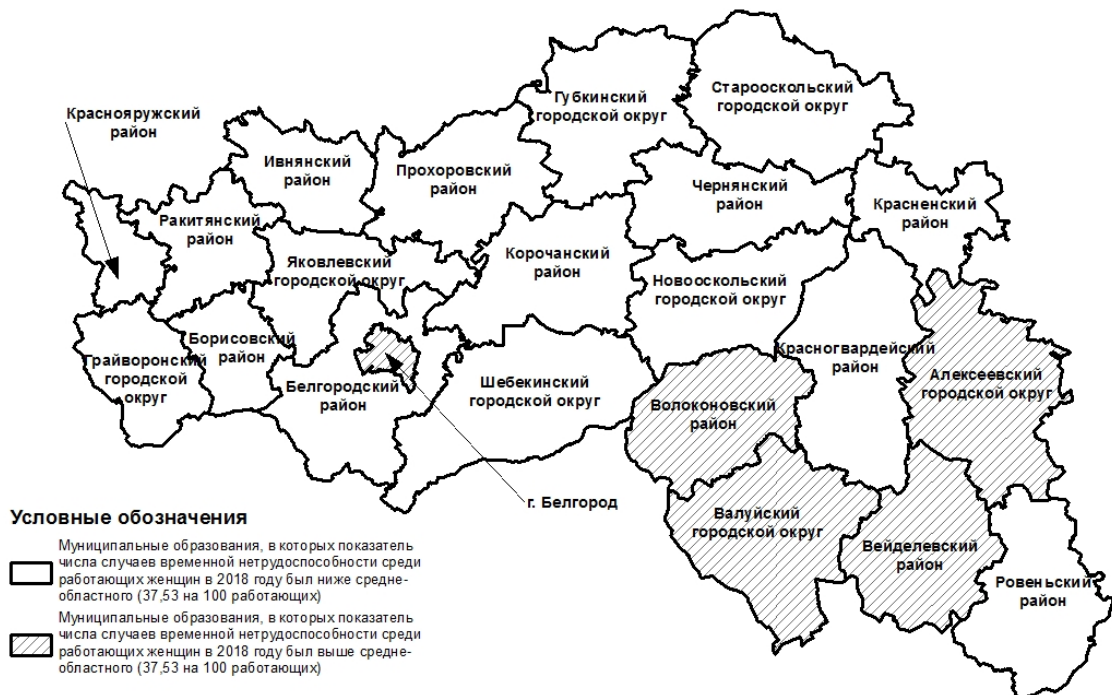 Старооскольский
городской округ
Губкинский
городской округ
Краснояружский
район
Ивнянский
район
Прохоровский
район
Чернянский
район
Красненский
район
Ракитянский
район
Яковлевский
городской округ
Корочанский
район
Новооскольский
городской округ
Борисовский
район
Грайворонский
городской
округ
Белгородский
район
Шебекинский
городской округ
Красногвардейский
район
Алексеевский
городской округ
Волоконовский
район
г. Белгород
Валуйский
городской округ
Вейделевский
район
Ровеньский
район
Условные обозначения
Муниципальные образования, в которых показатель
числа случаев временной нетрудоспособности среди
работающих женщин в 2018 году был ниже средне-
областного (37,53 на 100 работающих)
Муниципальные образования, в которых показатель
числа случаев временной нетрудоспособности среди
работающих женщин в 2018 году был выше средне-
областного (37,53 на 100 работающих)